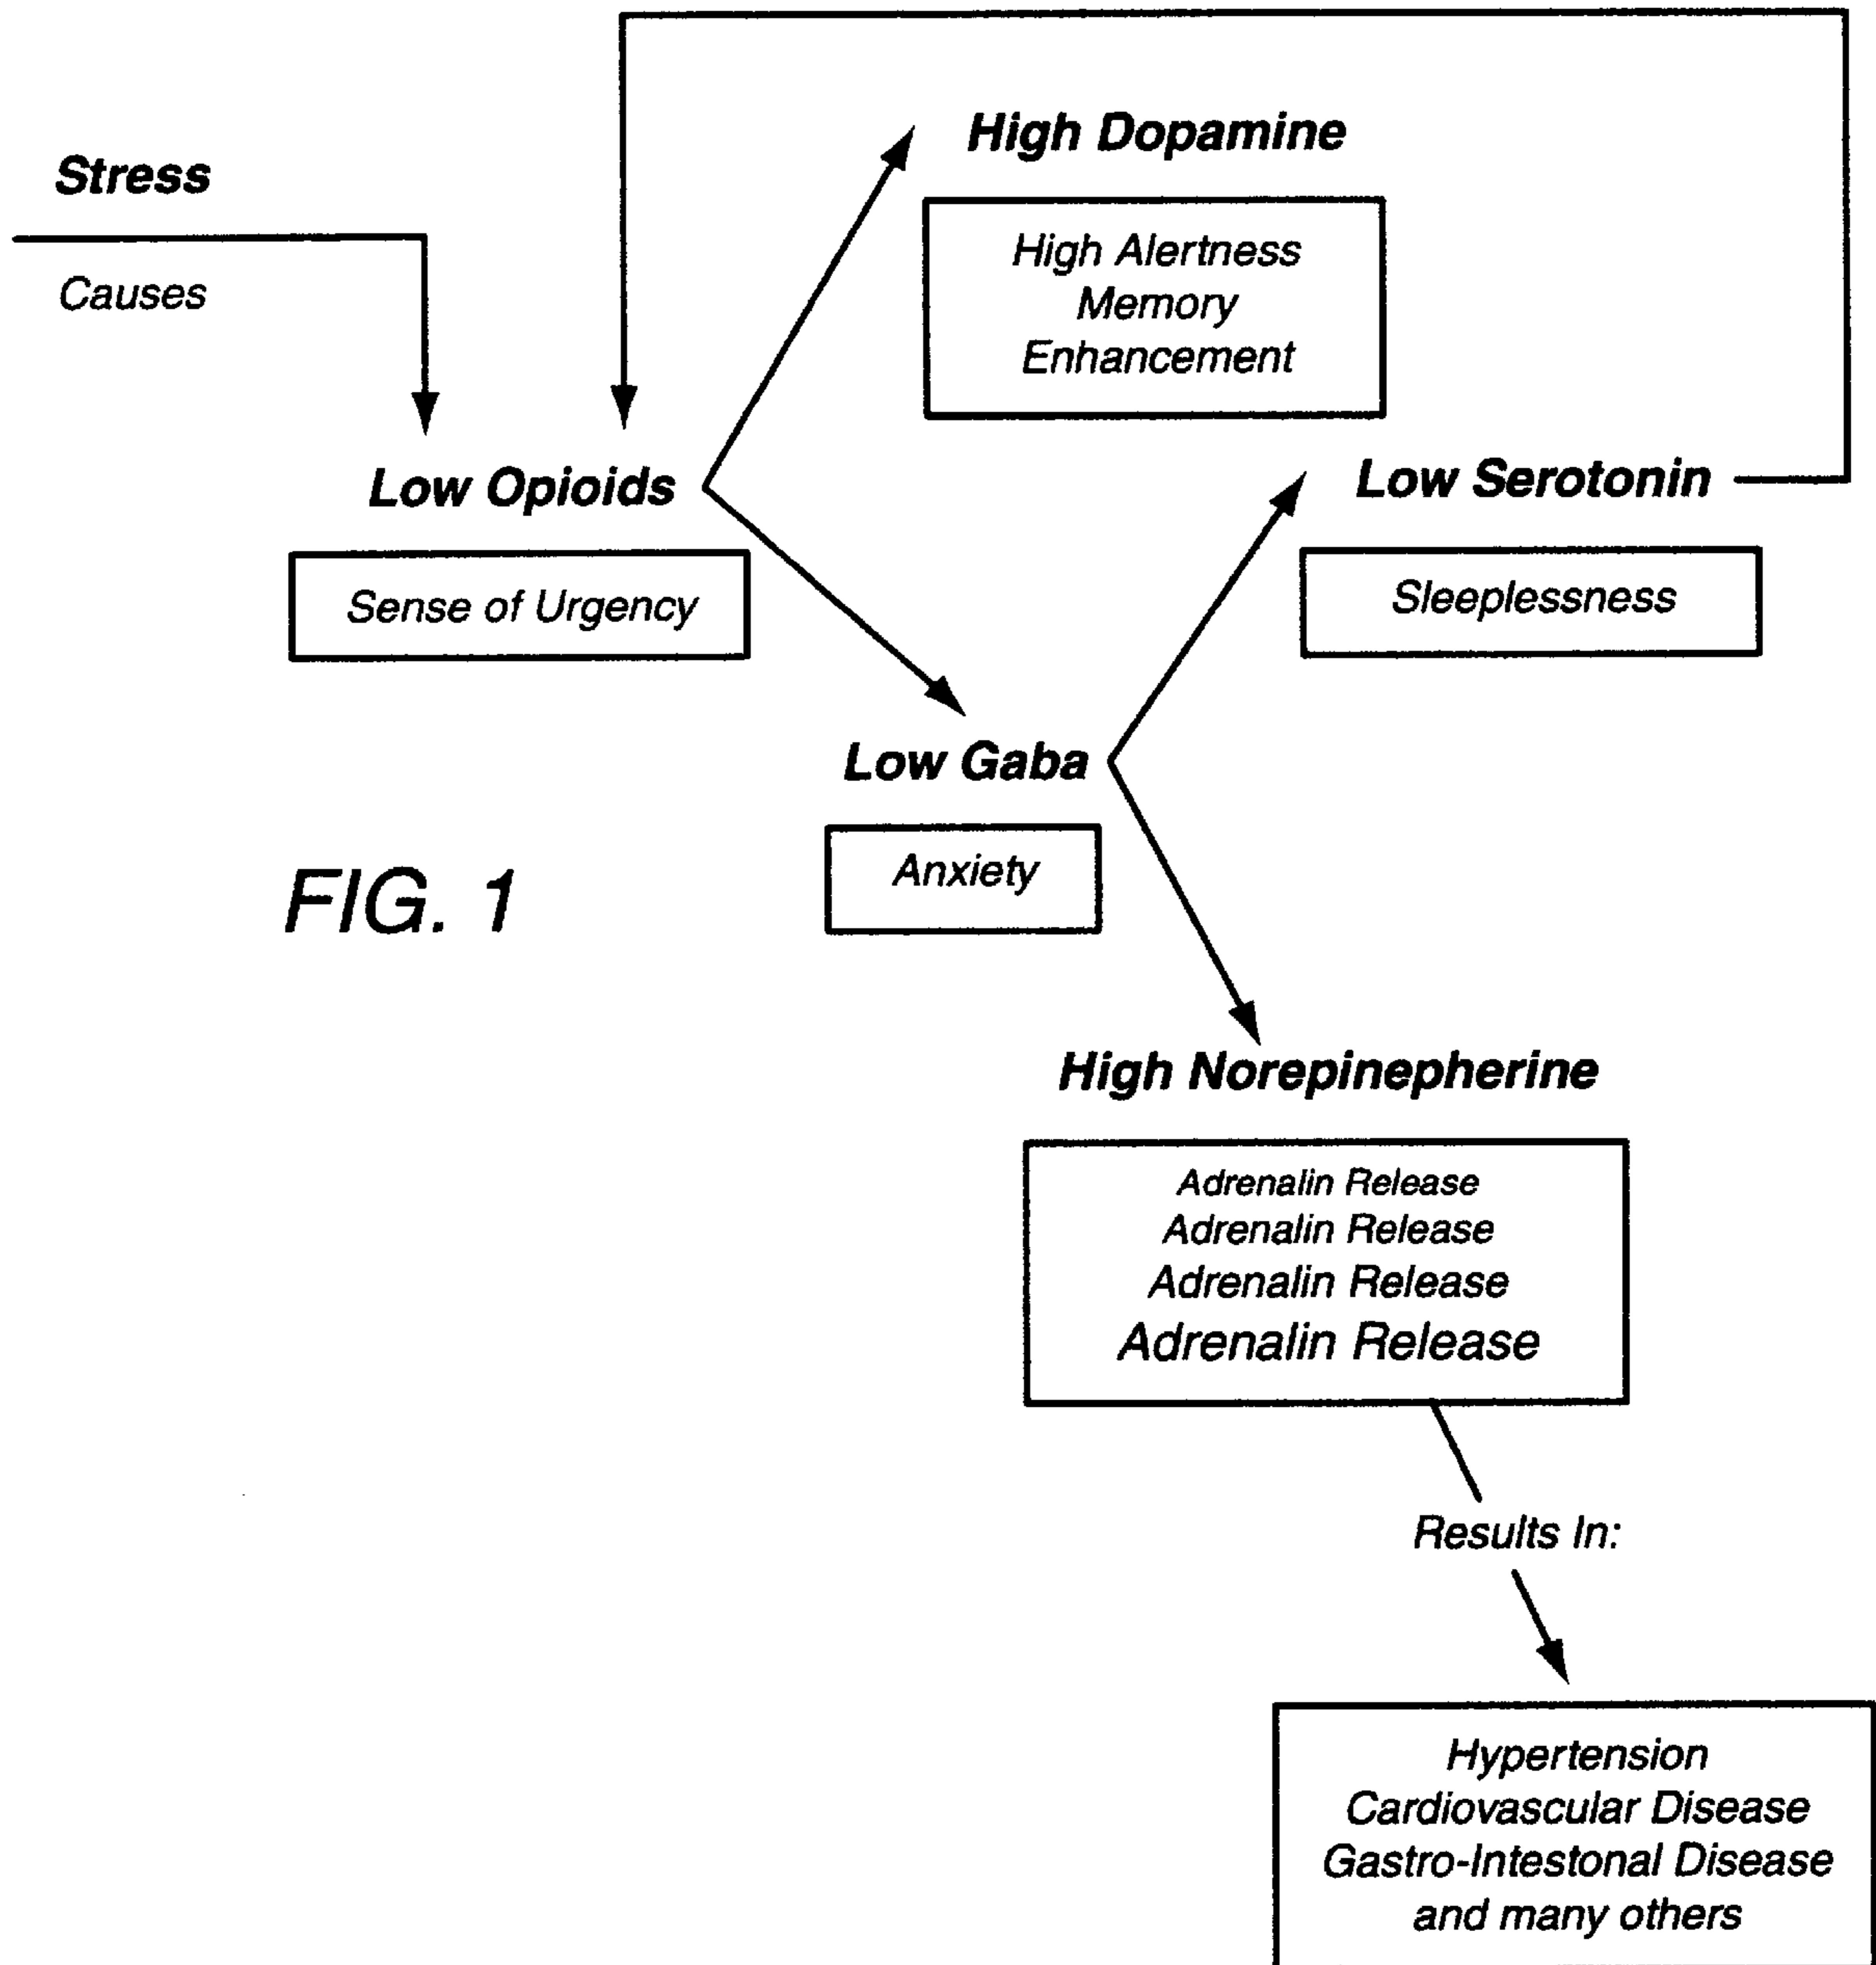 Stress
Causes
High Dopamine
High Alertness
Memory
Enhancement
Low Opioids
Sense of Urgency
Low Serotonin
Sleeplessness
Low Gaba
Anxiety
FIG. 1
High Norepinepherine
Adrenalin Release
Adrenalin Release
Adrenalin Release
Adrenalin Release
Results In:
Hypertension
Cardiovascular Disease
Gastro-Intestonal Disease
and many others